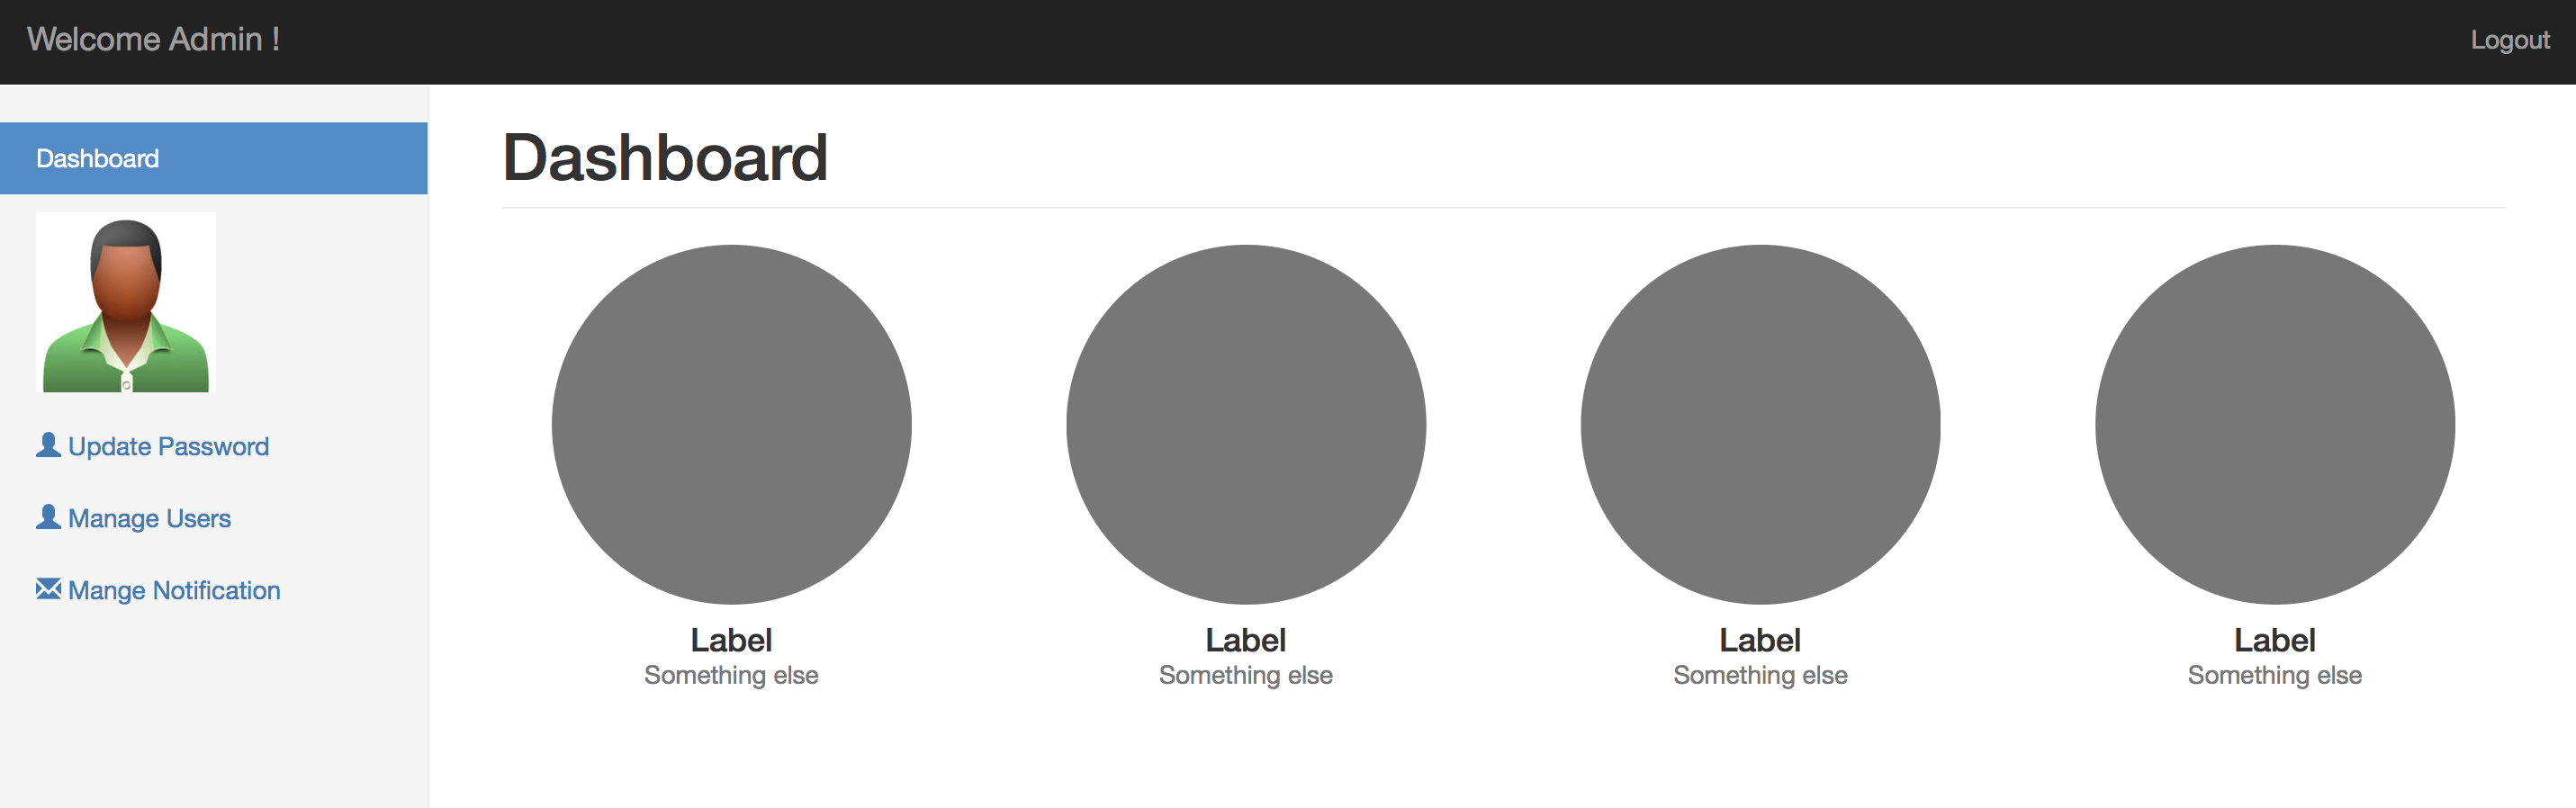 Welcome Admin !
Logout
Dashboard
Update Password
Manage Users
Mange Notification
Dashboard
Label
Something else
Label
Something else
Label
Something else
Label
Something else